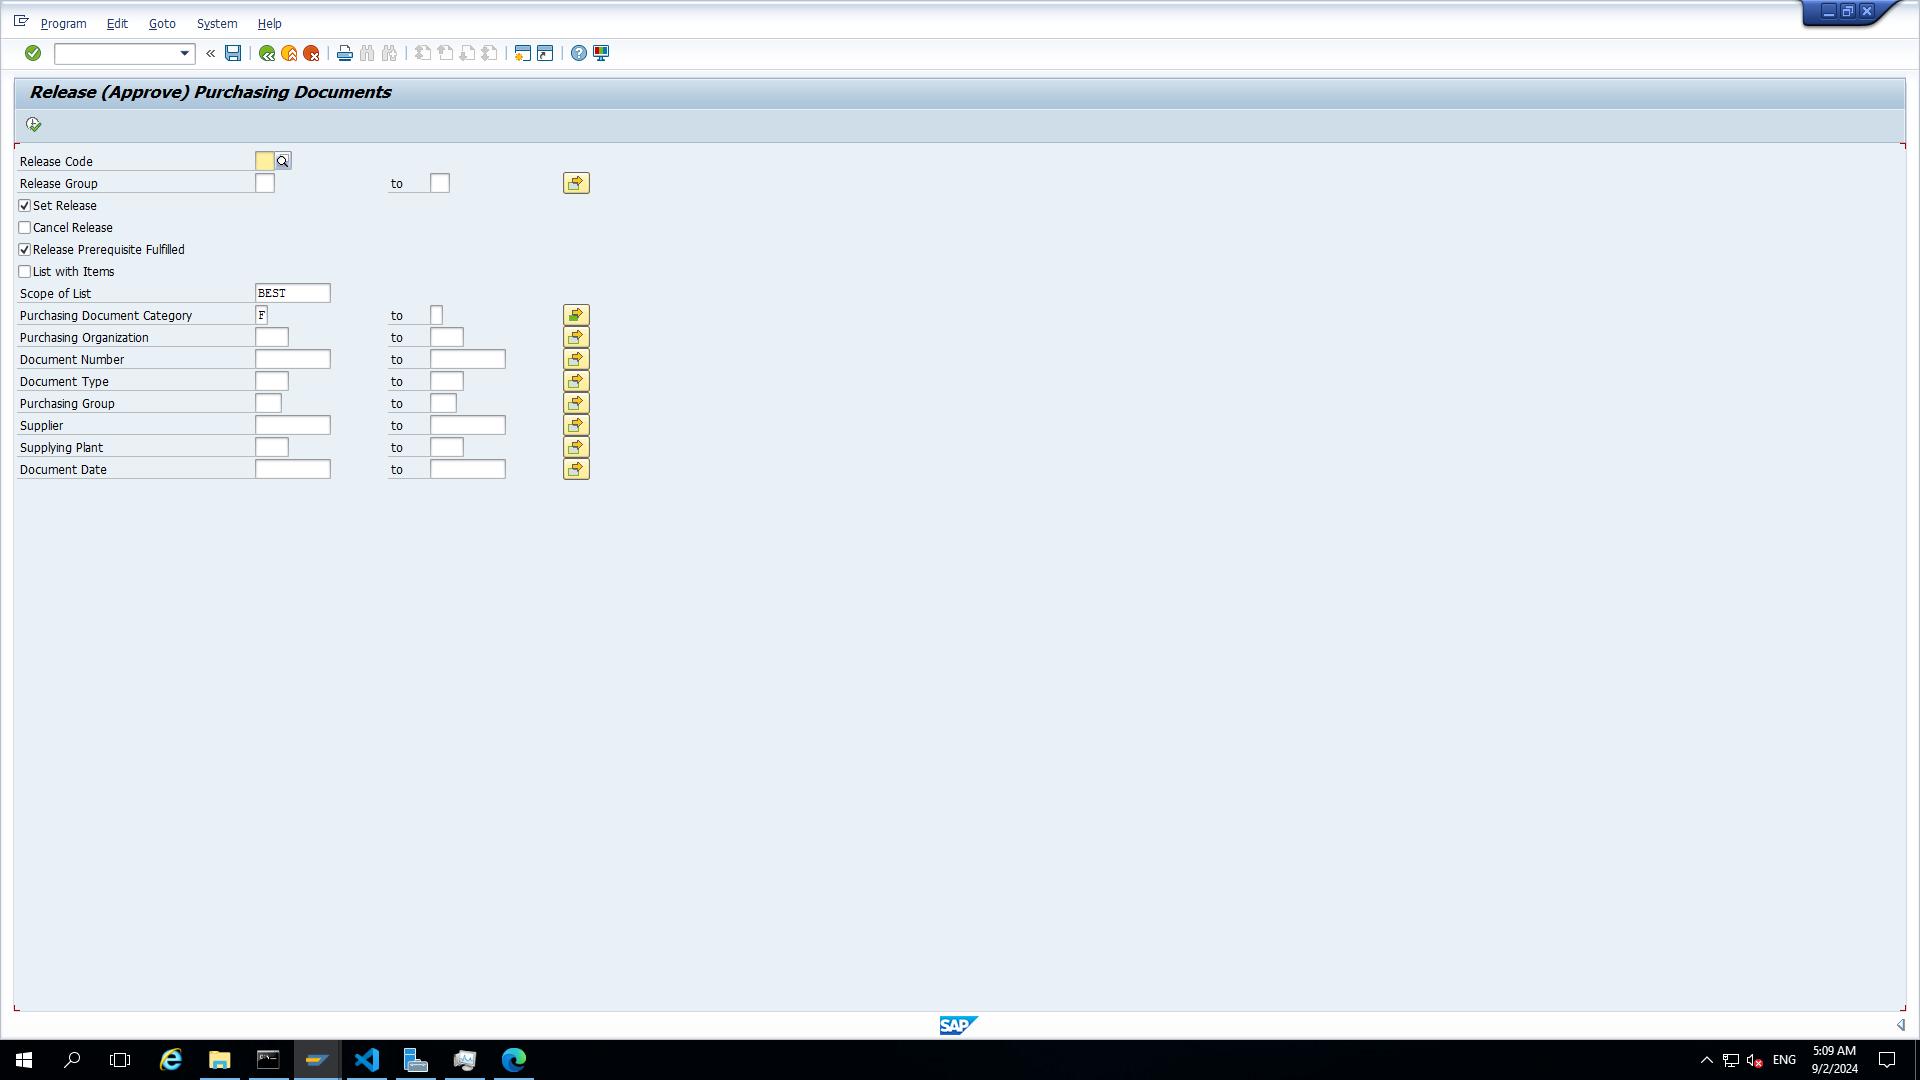 Program Edit Goto System Help
Release (Approve) Purchasing Documents
Release Code
Release Group to
Set Release
Cancel Release
Release Prerequisite Fulfilled
List with Items
Scope of List BEST
Purchasing Document Category F to
Purchasing Organization to
Document Number to
Document Type to
Purchasing Group to
Supplier to
Supplying Plant to
Document Date to
SAP
ENG
5:09 AM
9/2/2024